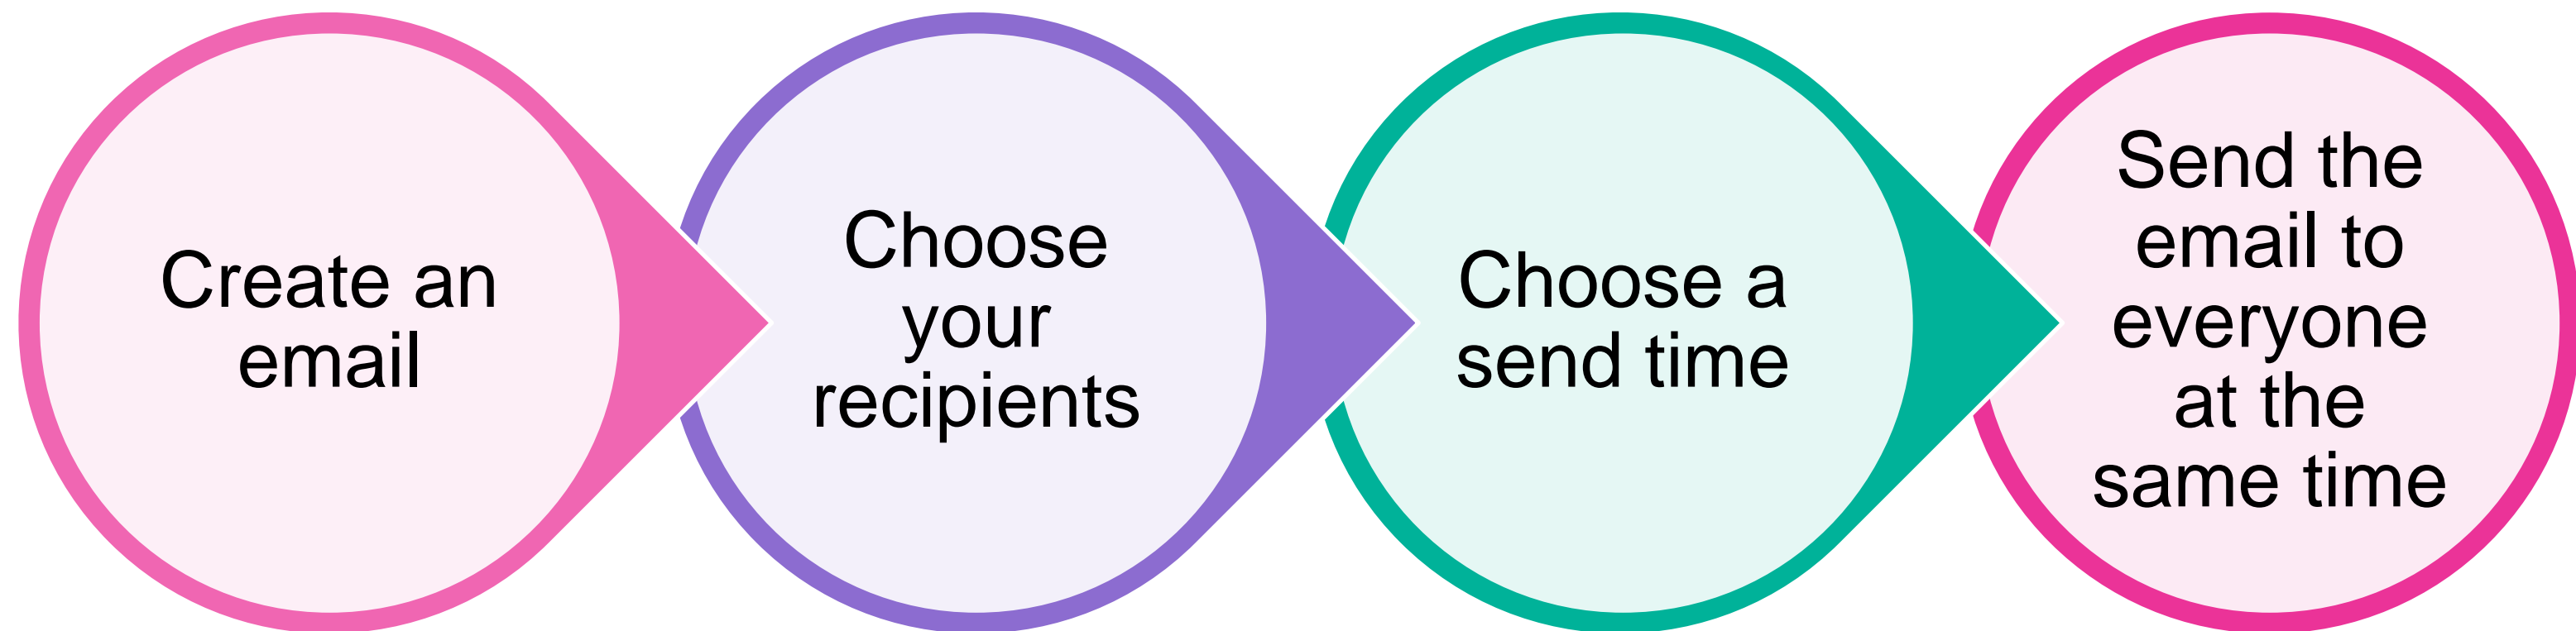 Create an
email
Choose
your
recipients
Choose a
send time
Send the
email to
everyone
at the
same time